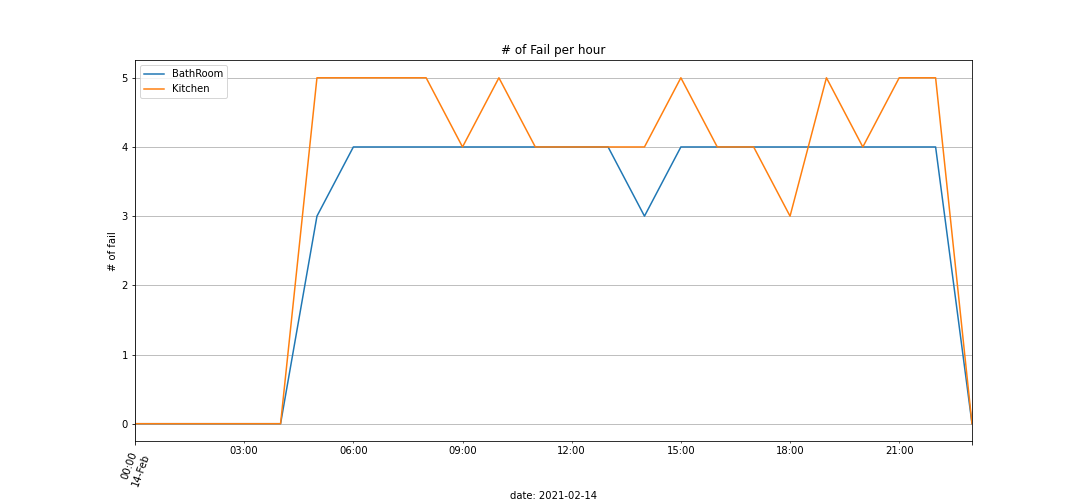 # of Fail per hour
BathRoom
Kitchen
# of fail
5
4
3
2
1
0
00:00
14-Feb
03:00
06:00
09:00
12:00
15:00
18:00
21:00
date: 2021-02-14